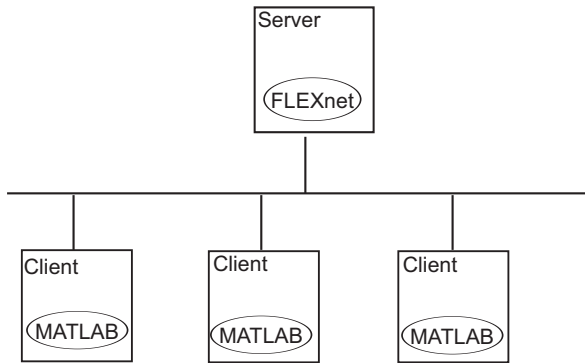 Server
FLEXnet
Client
MATLAB
Client
MATLAB
Client
MATLAB